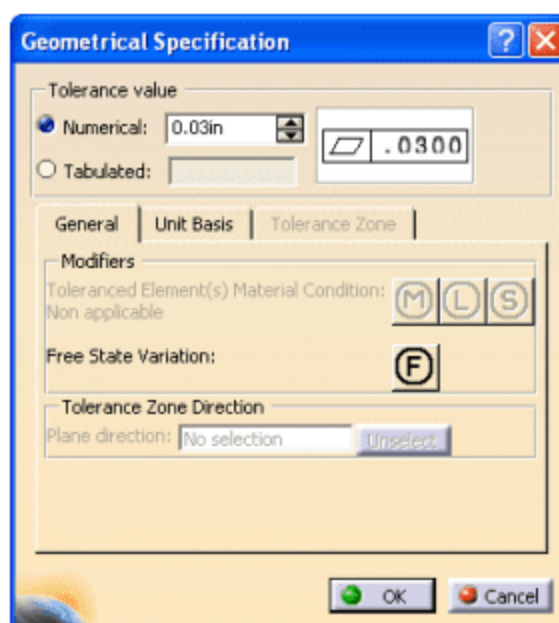 Geometrical Specification
Tolerance value
Numerical: 0.03in
.0300
Tabulated:
General Unit Basis Tolerance Zone
Modifiers
Toleranced Element(s) Material Condition:
Non applicable
M L S
Free State Variation:
F
Tolerance Zone Direction
Plane direction: No selection Unselect
OK Cancel